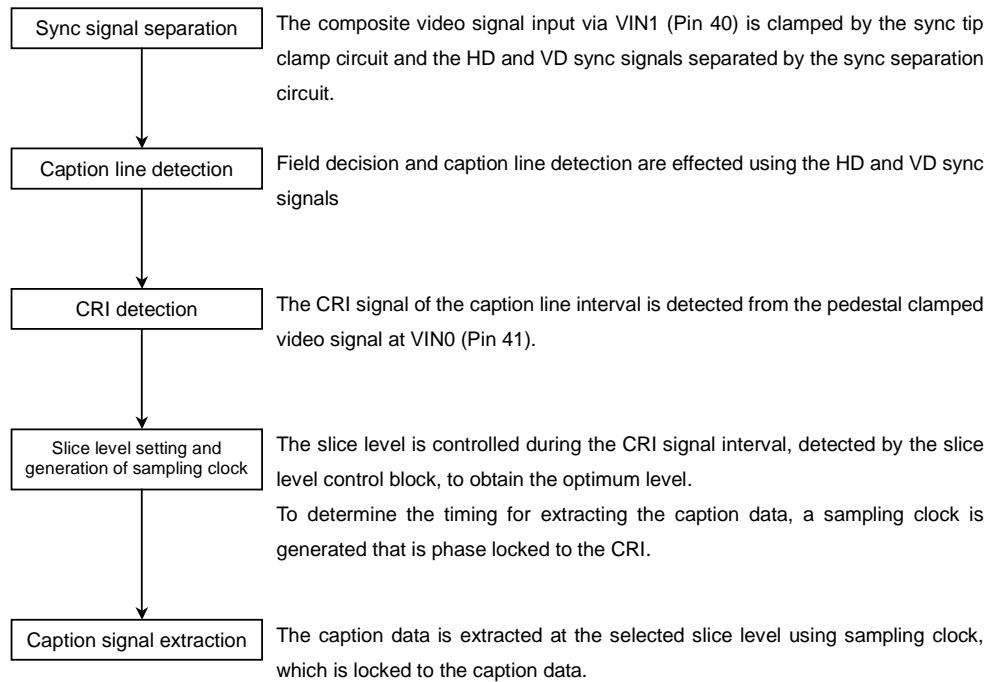 Sync signal separation
The composite video signal input via VIN1 (Pin 40) is clamped by the sync tip
clamp circuit and the HD and VD sync signals separated by the sync separation
circuit.
Caption line detection
Field decision and caption line detection are effected using the HD and VD sync
signals
CRI detection
The CRI signal of the caption line interval is detected from the pedestal clamped
video signal at VIN0 (Pin 41).
Slice level setting and
generation of sampling clock
The slice level is controlled during the CRI signal interval, detected by the slice
level control block, to obtain the optimum level.
To determine the timing for extracting the caption data, a sampling clock is
generated that is phase locked to the CRI.
Caption signal extraction
The caption data is extracted at the selected slice level using sampling clock,
which is locked to the caption data.